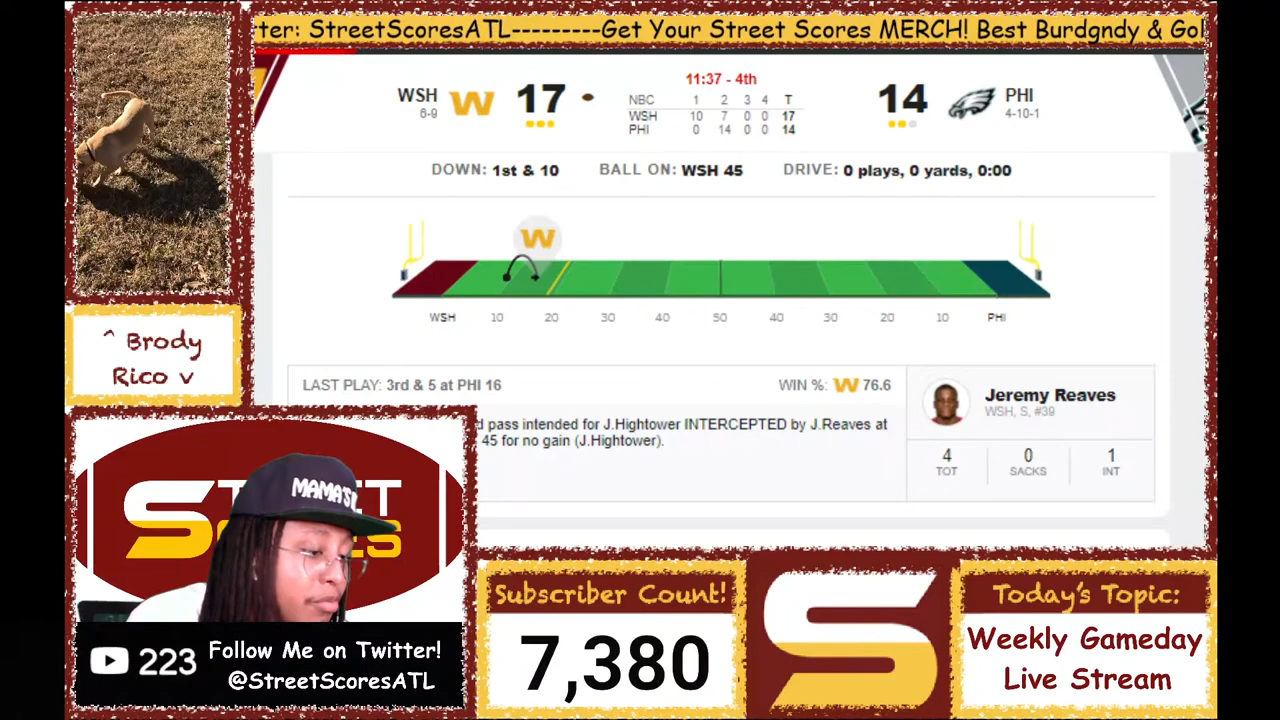 ter: StreetScoresATL---------Get Your Street Scores MERCH! Best Burdgndy & Gol
WSH
6-9
W
17
11:37 - 4th
NBC 1 2 3 4 T
WSH 10 7 0 0 17
PHI 0 14 0 0 14
14
PHI
4-10-1
DOWN: 1st & 10
BALL ON: WSH 45
DRIVE: 0 plays, 0 yards, 0:00
W
WSH 10 20 30 40 50 40 30 20 10 PHI
^ Brody
Rico v
LAST PLAY: 3rd & 5 at PHI 16
WIN %: W 76.6
d pass intended for J.Hightower INTERCEPTED by J.Reaves at
45 for no gain (J.Hightower).
Jeremy Reaves
WSH, S, #39
4 0 1
TOT SACKS INT
MAMA'S
223
Follow Me on Twitter!
@StreetScoresATL
Subscriber Count!
7,380
S
Today's Topic:
Weekly Gameday
Live Stream